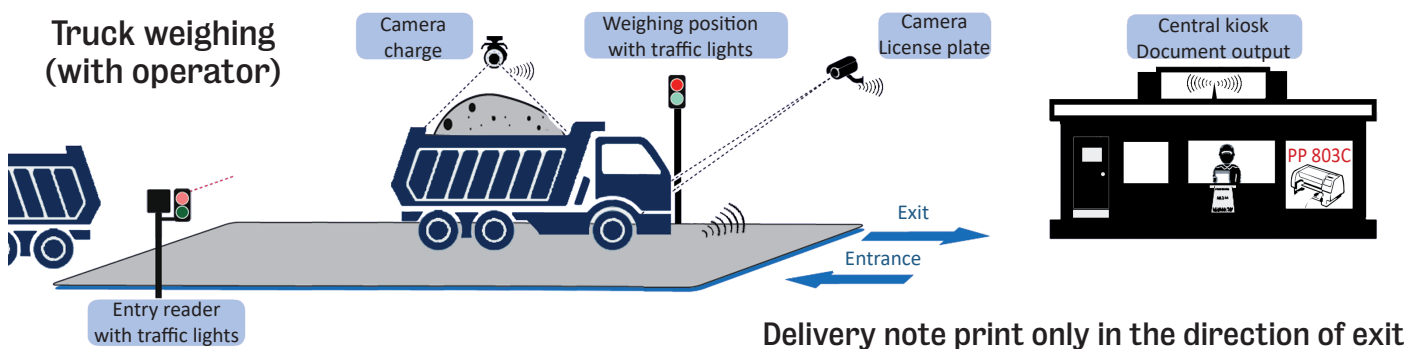 Truck weighing
(with operator)
Camera
charge
Weighing position
with traffic lights
Camera
License plate
Central kiosk
Document output
PP 803C
Exit
Entrance
Entry reader
with traffic lights
Delivery note print only in the direction of exit